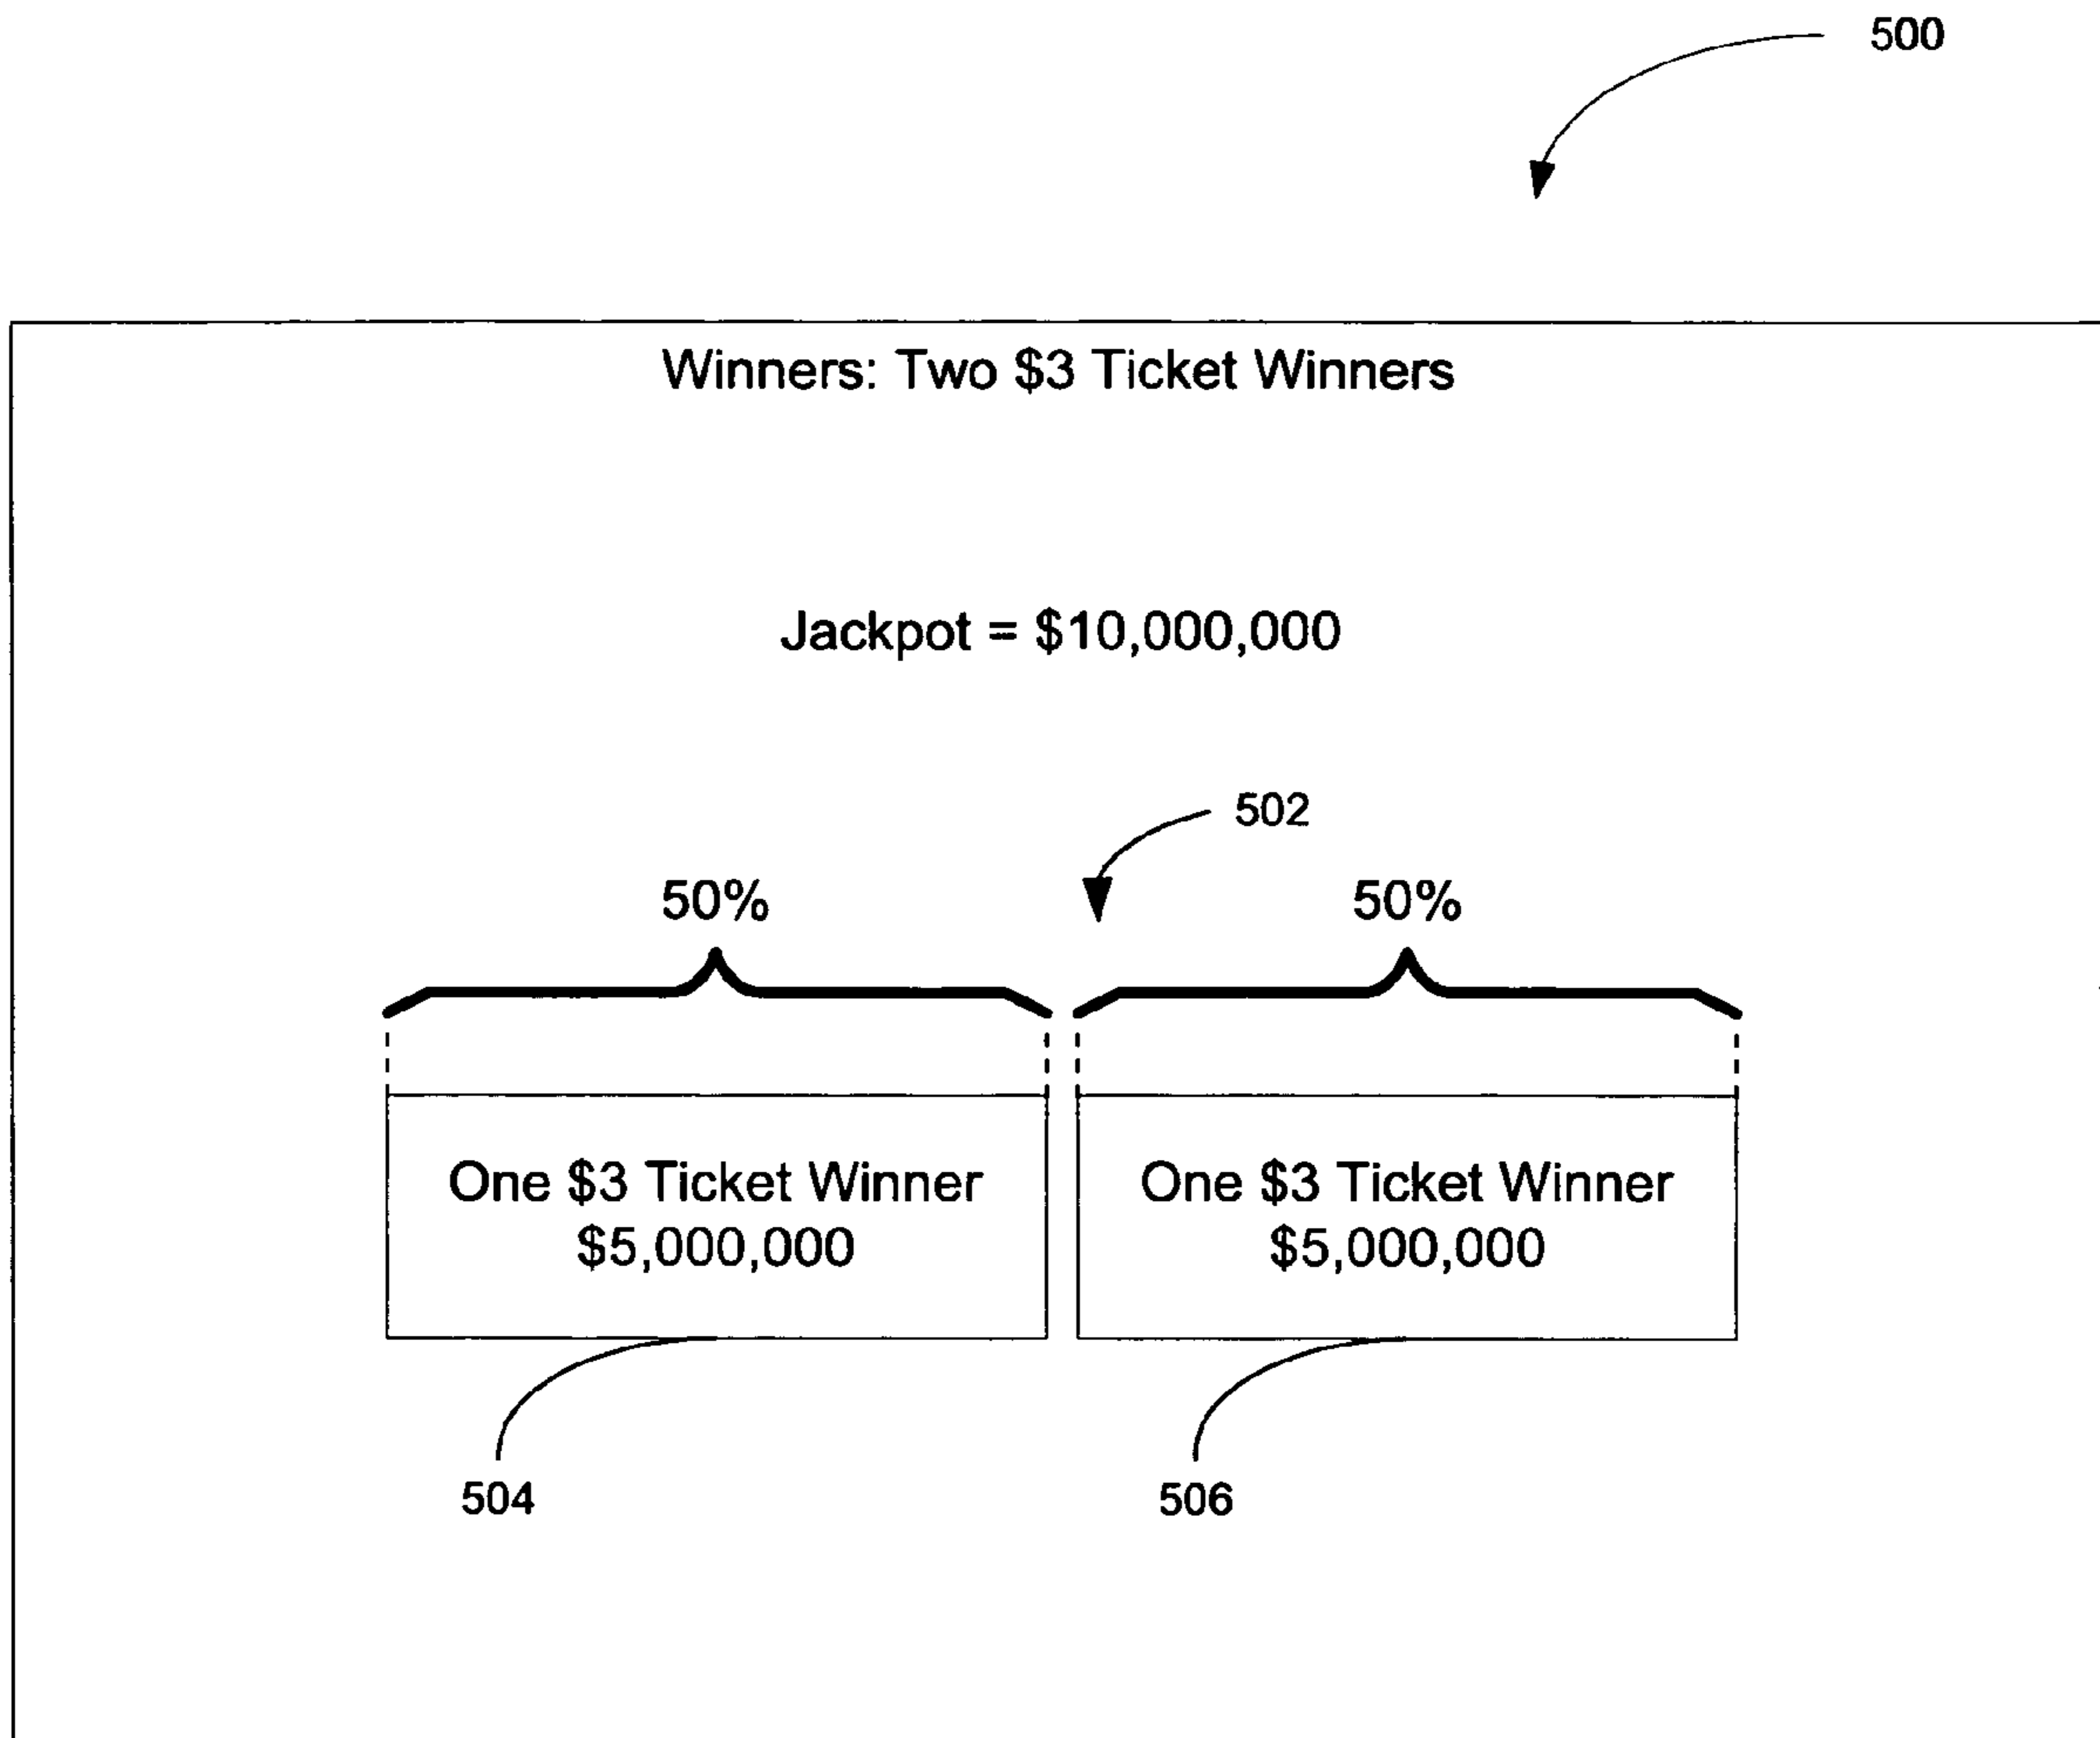 500
Winners: Two $3 Ticket Winners
Jackpot = $10,000,000
502
50%
50%
One $3 Ticket Winner
$5,000,000
One $3 Ticket Winner
$5,000,000
504
506